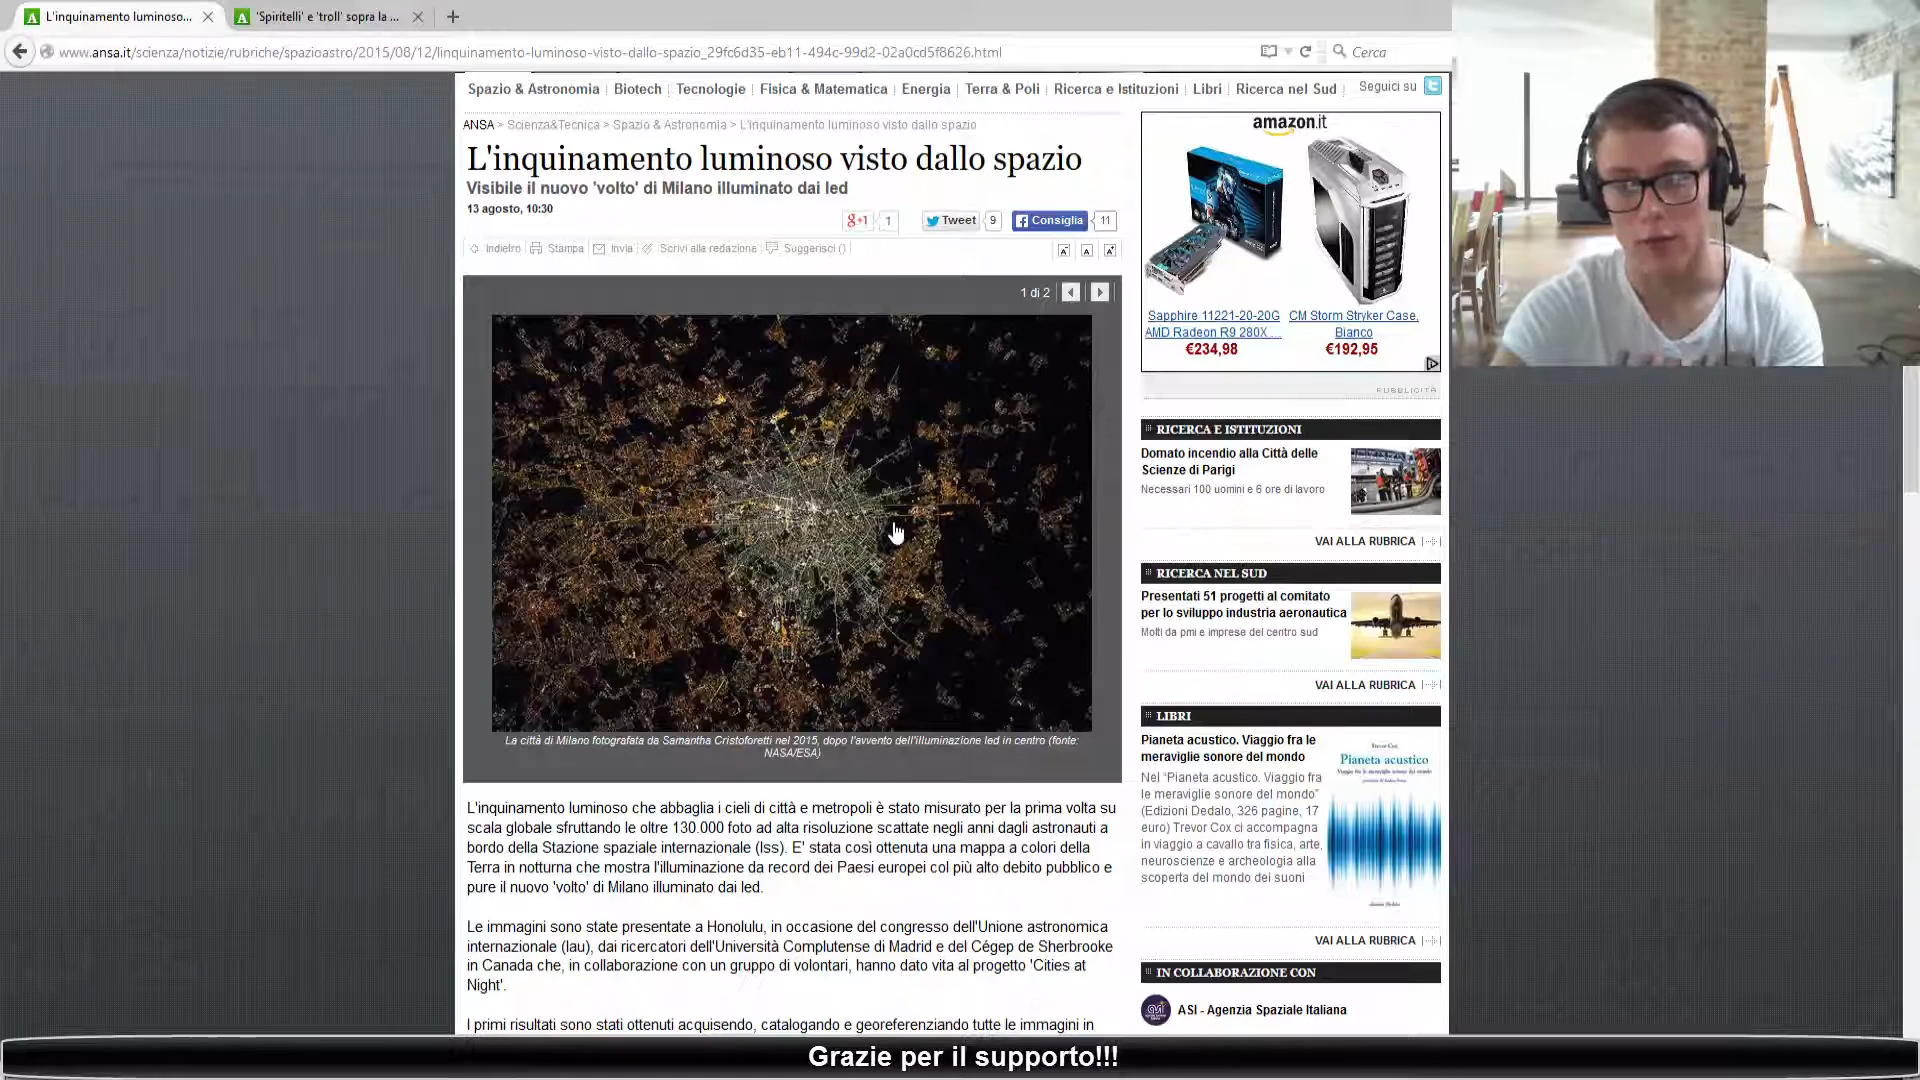 L'inquinamento luminoso...
'Spiritelli' e 'troll' sopra la ...
www.ansa.it/scienza/notizie/rubriche/spazioastro/2015/08/12/linquinamento-luminoso-visto-dallo-spazio_29fc6d35-eb11-494c-99d2-02a0cd5f8626.html
Cerca
Spazio & Astronomia | Biotech | Tecnologie | Fisica & Matematica | Energia | Terra & Poli | Ricerca e Istituzioni | Libri | Ricerca nel Sud
Seguici su
ANSA > Scienza&Tecnica > Spazio & Astronomia > L'inquinamento luminoso visto dallo spazio
L'inquinamento luminoso visto dallo spazio
Visibile il nuovo 'volto' di Milano illuminato dai led
13 agosto, 10:30
g+1 1 Tweet 9 Consiglia 11
Indietro Stampa Invia Scrivi alla redazione Suggerisci ()
A A A
1 di 2
La città di Milano fotografata da Samantha Cristoforetti nel 2015, dopo l'avvento dell'illuminazione led in centro (fonte:
NASA/ESA)
L'inquinamento luminoso che abbaglia i cieli di città e metropoli è stato misurato per la prima volta su
scala globale sfruttando le oltre 130.000 foto ad alta risoluzione scattate negli anni dagli astronauti a
bordo della Stazione spaziale internazionale (Iss). E' stata così ottenuta una mappa a colori della
Terra in notturna che mostra l'illuminazione da record dei Paesi europei col più alto debito pubblico e
pure il nuovo 'volto' di Milano illuminato dai led.
Le immagini sono state presentate a Honolulu, in occasione del congresso dell'Unione astronomica
internazionale (Iau), dai ricercatori dell'Università Complutense di Madrid e del Cégep de Sherbrooke
in Canada che, in collaborazione con un gruppo di volontari, hanno dato vita al progetto 'Cities at
Night'.
I primi risultati sono stati ottenuti acquisendo, catalogando e georeferenziando tutte le immagini in
amazon.it
Sapphire 11221-20-20G
AMD Radeon R9 280X ...
€234,98
CM Storm Stryker Case,
Bianco
€192,95
PUBBLICITÀ
RICERCA E ISTITUZIONI
Domato incendio alla Città delle
Scienze di Parigi
Necessari 100 uomini e 6 ore di lavoro
VAI ALLA RUBRICA
RICERCA NEL SUD
Presentati 51 progetti al comitato
per lo sviluppo industria aeronautica
Molti da pmi e imprese del centro sud
VAI ALLA RUBRICA
LIBRI
Pianeta acustico. Viaggio fra le
meraviglie sonore del mondo
Nel "Pianeta acustico. Viaggio fra
le meraviglie sonore del mondo"
(Edizioni Dedalo, 326 pagine, 17
euro) Trevor Cox ci accompagna
in viaggio a cavallo tra fisica, arte,
neuroscienze e archeologia alla
scoperta del mondo dei suoni
Trevor Cox
Pianeta acustico
Viaggio fra le meraviglie sonore del mondo
VAI ALLA RUBRICA
IN COLLABORAZIONE CON
asi
ASI - Agenzia Spaziale Italiana
Grazie per il supporto!!!